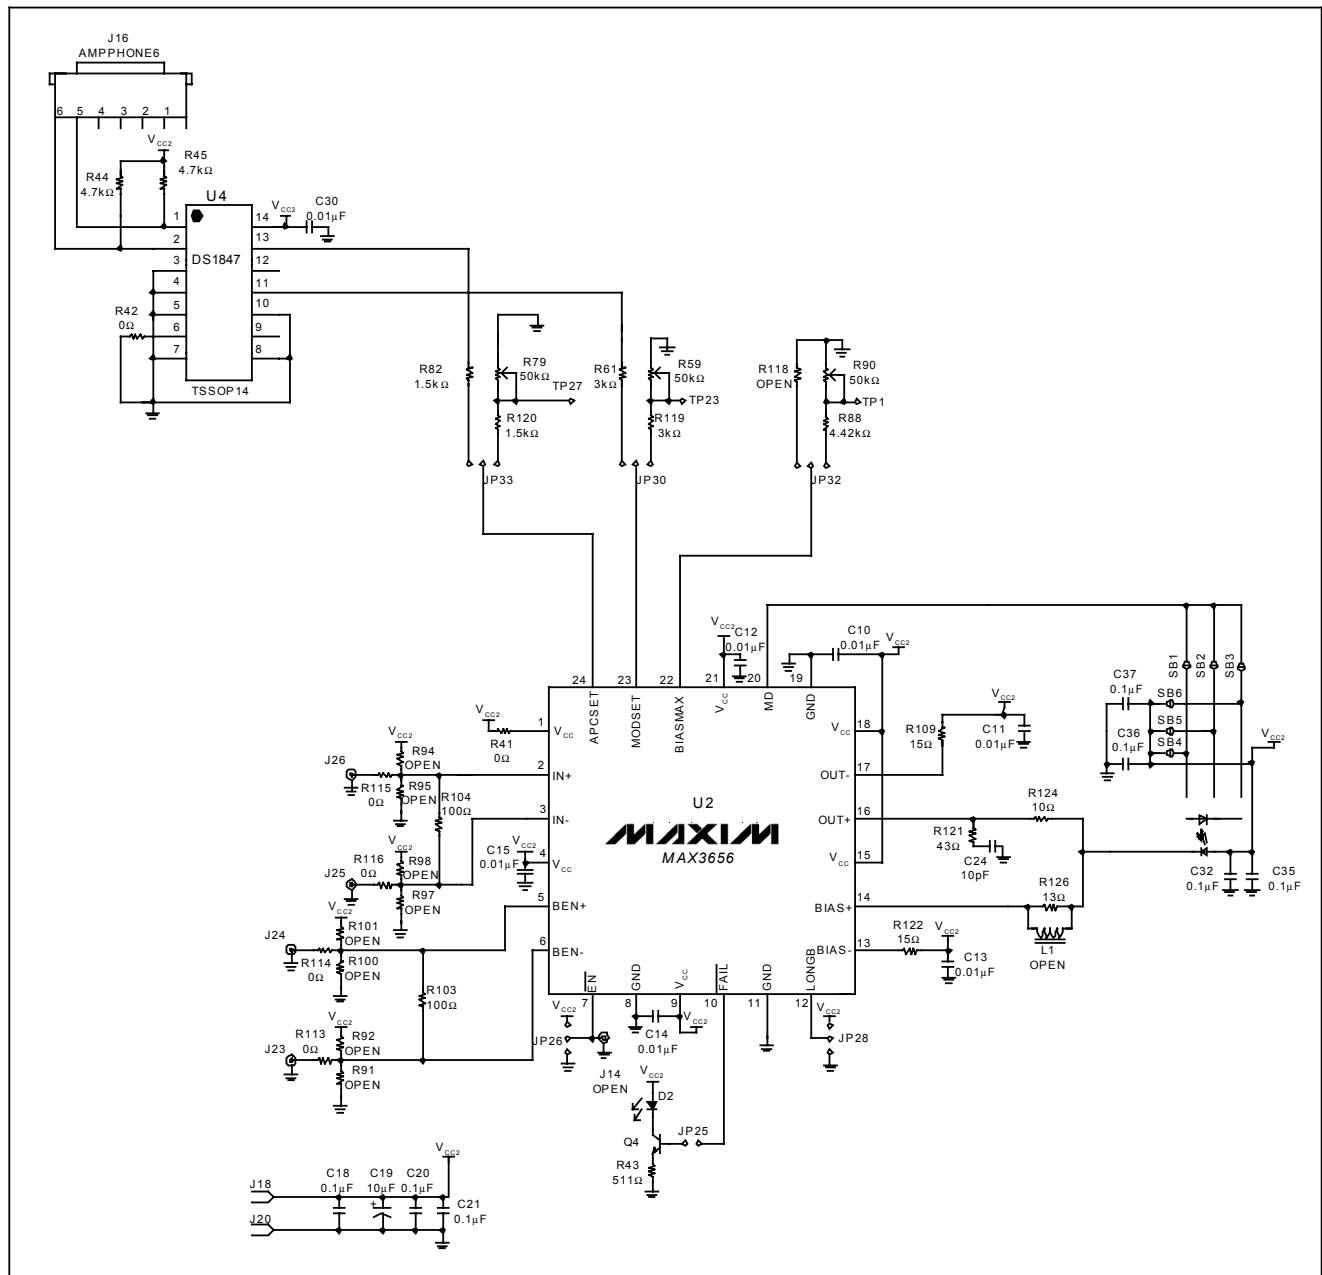 J16
AMPPHONE6
6 5 4 3 2 1
VCC2
R45
4.7kΩ
R44
4.7kΩ
U4
VCC2
C30
0.01µF
1
2
3
4
5
6
7
14
13
12
11
10
9
8
DS1847
TSSOP14
R42
0Ω
R82
1.5kΩ
R79
50kΩ
TP27
R120
1.5kΩ
JP33
R61
3kΩ
R59
50kΩ
TP23
R119
3kΩ
JP30
R118
OPEN
R90
50kΩ
TP1
R88
4.42kΩ
JP32
VCC2
C12
0.01µF
C10
0.01µF
VCC2
24 23 22 21 20 19
APCSET
MODSET
BIASMAX
VCC
MD
GND
SB1
SB2
SB3
C37
0.1µF
SB6
SB5
C36
0.1µF
SB4
VCC2
VCC2
R41
0Ω
1
VCC
VCC2
R94
OPEN
J26
R115
0Ω
R95
OPEN
2
IN+
R104
100Ω
3
IN-
VCC2
R98
OPEN
R116
0Ω
J25
R97
OPEN
VCC2
C15
0.01µF
4
VCC
5
BEN+
6
BEN-
U2
MAXIM
MAX3656
18
VCC
17
OUT-
16
OUT+
15
VCC
14
BIAS+
13
BIAS-
R109
15Ω
VCC2
C11
0.01µF
R124
10Ω
R121
43Ω
C24
10pF
R126
13Ω
L1
OPEN
C32
0.1µF
C35
0.1µF
R122
15Ω
VCC2
C13
0.01µF
VCC2
R101
OPEN
J24
R114
0Ω
R100
OPEN
R103
100Ω
VCC2
R113
0Ω
R92
OPEN
J23
R91
OPEN
EN
GND
VCC
FAIL
GND
LONGB
7 8 9 10 11 12
VCC2
JP26
J14
OPEN
C14
0.01µF
VCC2
VCC2
JP28
VCC2
D2
Q4
JP25
R43
511Ω
VCC2
J18
J20
C18
0.1µF
C19
10µF
+
C20
0.1µF
C21
0.1µF